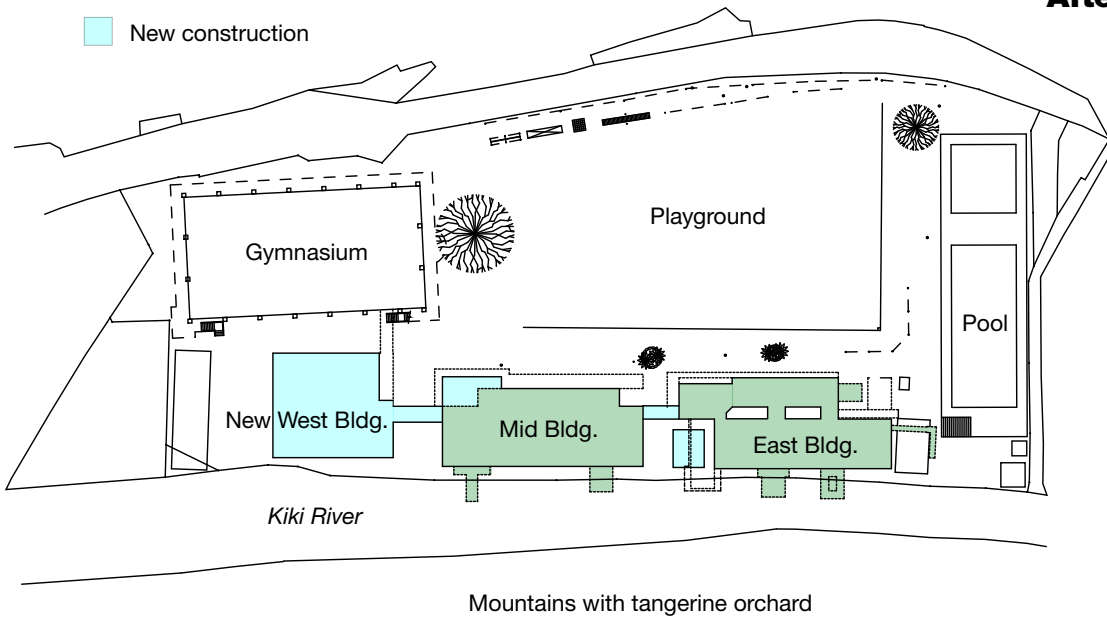 New construction
Playground
Gymnasium
Pool
New West Bldg.
Mid Bldg.
East Bldg.
Kiki River
Mountains with tangerine orchard